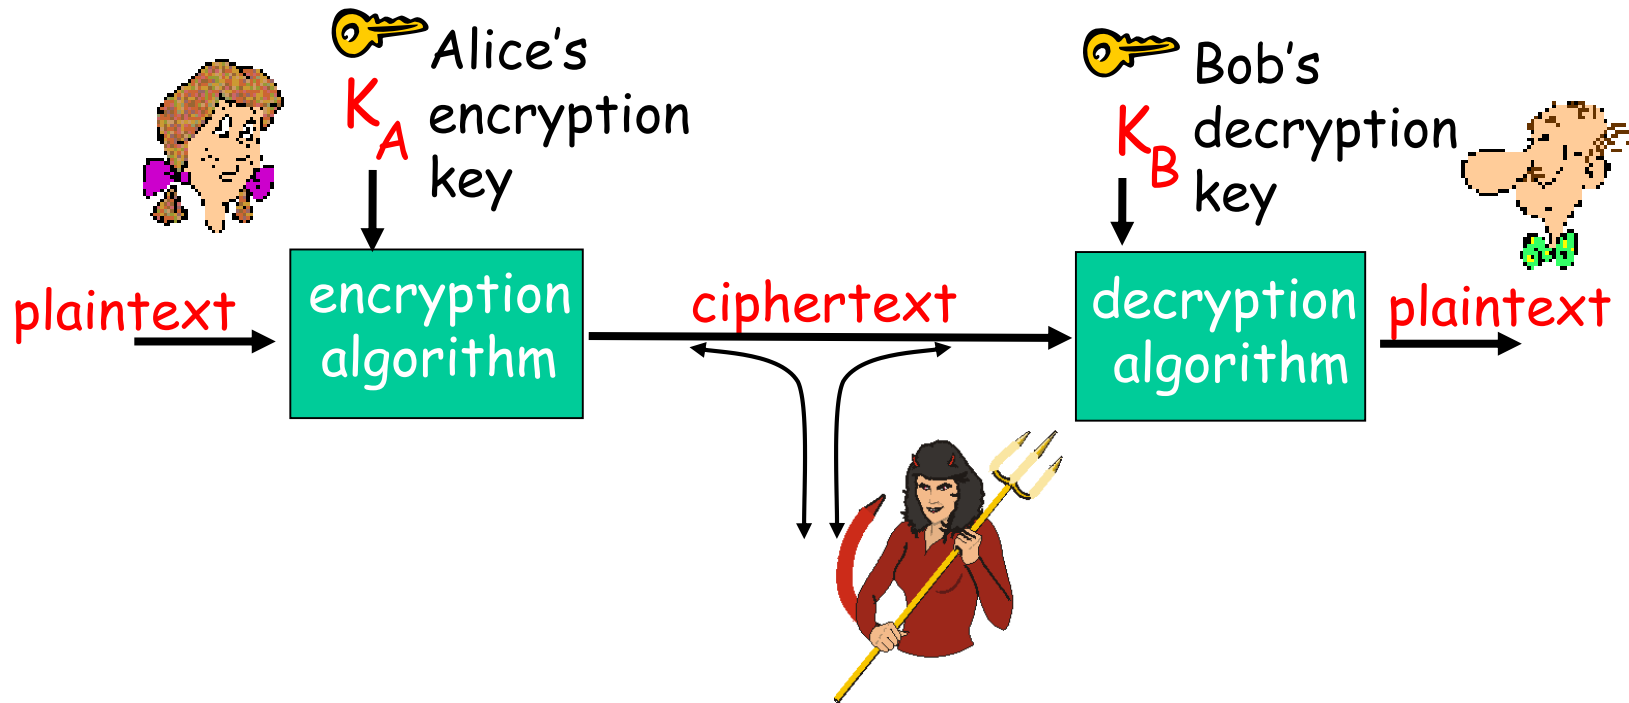 Alice's
encryption
key
K
A
Bob's
decryption
key
K
B
plaintext
encryption
algorithm
ciphertext
decryption
algorithm
plaintext